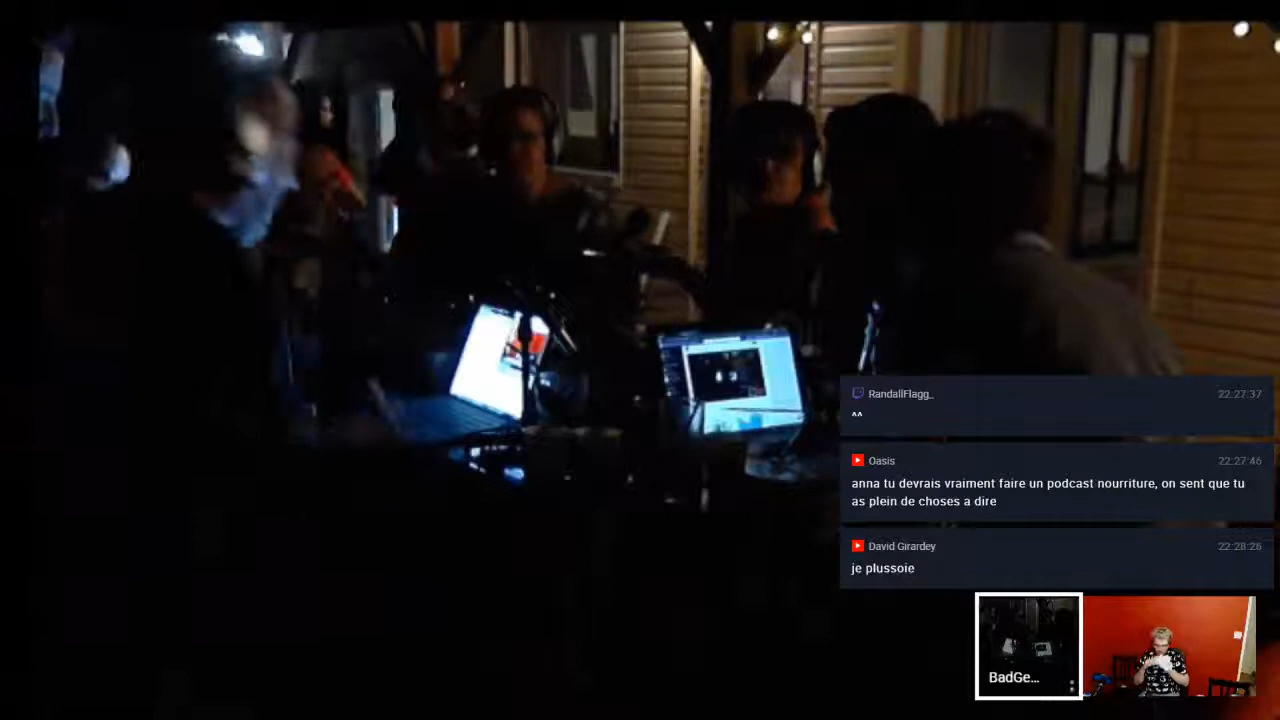 RandallFlagg_ 22:27:37
^^
Oasis 22:27:46
anna tu devrais vraiment faire un podcast nourriture, on sent que tu
as plein de choses a dire
David Girardey 22:28:26
je plussoie
BadGe...